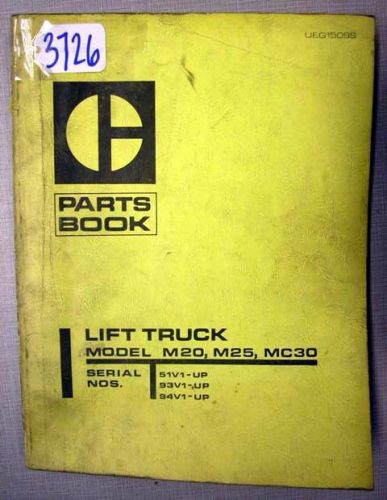 3726
UEG1509S
C
PARTS
BOOK
LIFT TRUCK
MODEL M20, M25, MC30
SERIAL NOS.
51V1-UP
93V1-UP
94V1-UP